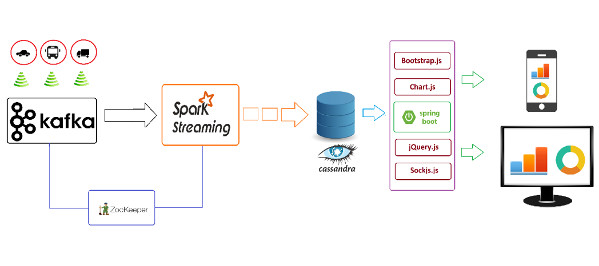 kafka
Spark
Streaming
ZooKeeper
cassandra
Bootstrap.js
Chart.js
spring
boot
jQuery.js
Sockjs.js